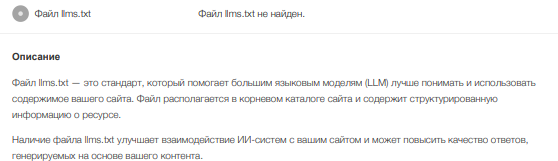 Файл llms.txt Файл llms.txt не найден.
Описание
Файл llms.txt — это стандарт, который помогает большим языковым моделям (LLM) лучше понимать и использовать
содержимое вашего сайта. Файл располагается в корневом каталоге сайта и содержит структурированную
информацию о ресурсе.
Наличие файла llms.txt улучшает взаимодействие ИИ-систем с вашим сайтом и может повысить качество ответов,
генерируемых на основе вашего контента.